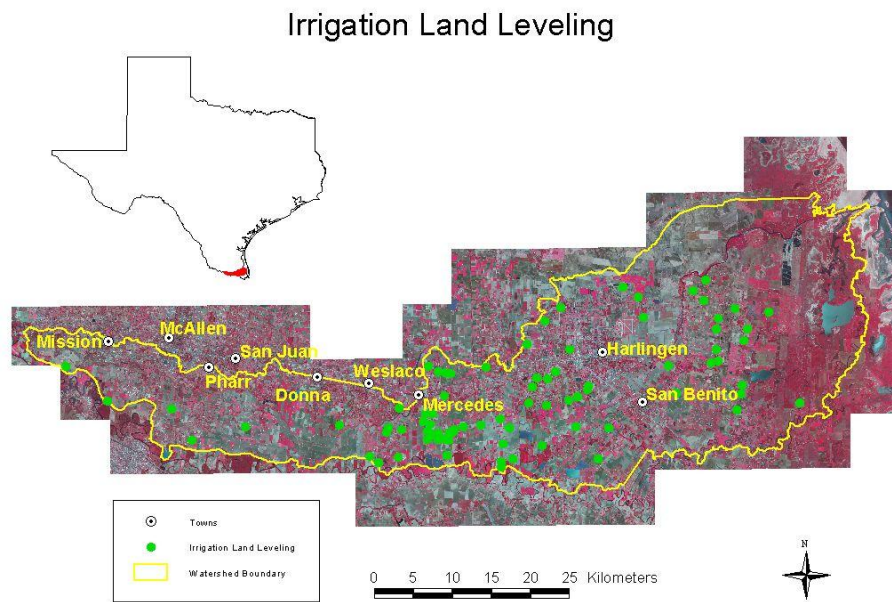 Irrigation Land Leveling
McAllen
Mission
San Juan
Pharr
Harlingen
Weslaco
Donna
Mercedes
San Benito
Towns
Irrigation Land Leveling
Watershed Boundary
0 5 10 15 20 25 Kilometers
N